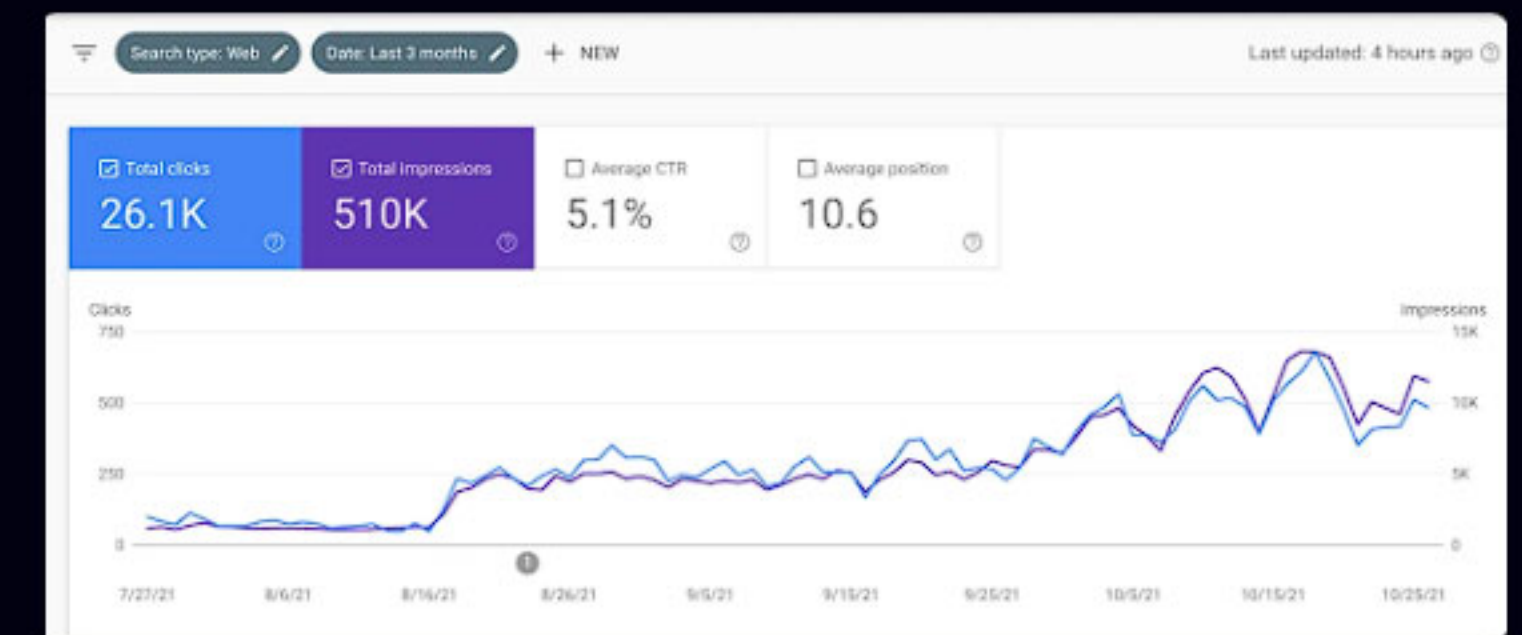 Search type: Web Date: Last 3 months + NEW Last updated: 4 hours ago
Total clicks Total impressions Average CTR Average position
26.1K 510K 5.1% 10.6
Clicks Impressions
750 15K
500 10K
250 5K
0 0
7/27/21 8/6/21 8/16/21 8/26/21 9/5/21 9/15/21 9/25/21 10/5/21 10/15/21 10/25/21